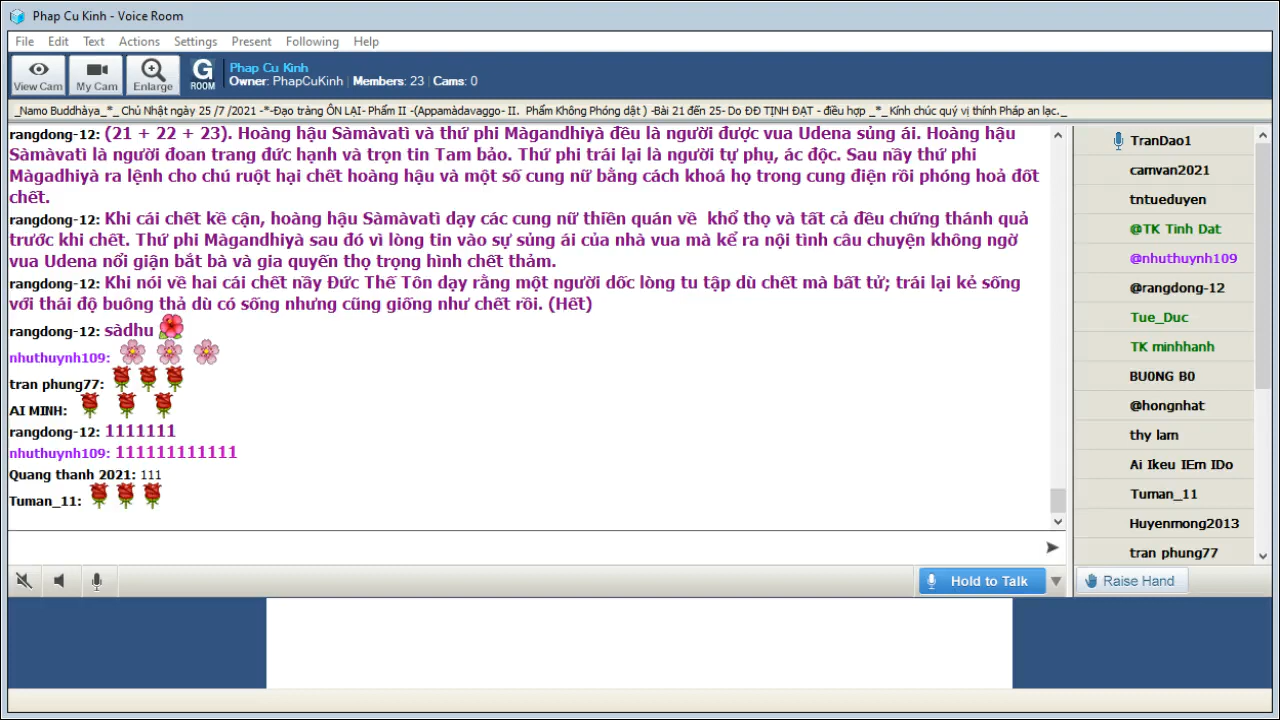 Phap Cu Kinh - Voice Room
File Edit Text Actions Settings Present Following Help
View Cam My Cam Enlarge G ROOM
Phap Cu Kinh
Owner: PhapCuKinh Members: 23 Cams: 0
_Namo Buddhàya_*_ Chủ Nhật ngày 25 /7 /2021 -*-Đạo tràng ÔN LẠI- Phẩm II -(Appamàdavaggo- II. Phẩm Không Phóng dật ) -Bài 21 đến 25- Do ĐĐ TỊNH ĐẠT - điều hợp _*_ Kính chúc quý vị thính Pháp an lạc._
rangdong-12: (21 + 22 + 23). Hoàng hậu Sàmàvatì và thứ phi Màgandhiyà đều là người được vua Udena sủng ái. Hoàng hậu
Sàmàvatì là người đoan trang đức hạnh và trọn tin Tam bảo. Thứ phi trái lại là người tự phụ, ác độc. Sau nầy thứ phi
Màgadhiyà ra lệnh cho chú ruột hại chết hoàng hậu và một số cung nữ bằng cách khoá họ trong cung điện rồi phóng hoả đốt
chết.
rangdong-12: Khi cái chết kề cận, hoàng hậu Sàmàvatì dạy các cung nữ thiền quán về khổ thọ và tất cả đều chứng thánh quả
trước khi chết. Thứ phi Màgandhiyà sau đó vì lòng tin vào sự sủng ái của nhà vua mà kể ra nội tình câu chuyện không ngờ
vua Udena nổi giận bắt bà và gia quyến thọ trọng hình chết thảm.
rangdong-12: Khi nói về hai cái chết nầy Đức Thế Tôn dạy rằng một người dốc lòng tu tập dù chết mà bất tử; trái lại kẻ sống
với thái độ buông thả dù có sống nhưng cũng giống như chết rồi. (Hết)
rangdong-12: sàdhu
nhuthuynh109:
tran phung77:
AI MINH:
rangdong-12: 1111111
nhuthuynh109: 111111111111
Quang thanh 2021: 111
Tuman_11:
Hold to Talk
TranDao1
camvan2021
tntueduyen
@TK Tinh Dat
@nhuthuynh109
@rangdong-12
Tue_Duc
TK minhhanh
BU0NG B0
@hongnhat
thy lam
Ai Ikeu IEm IDo
Tuman_11
Huyenmong2013
tran phung77
Raise Hand